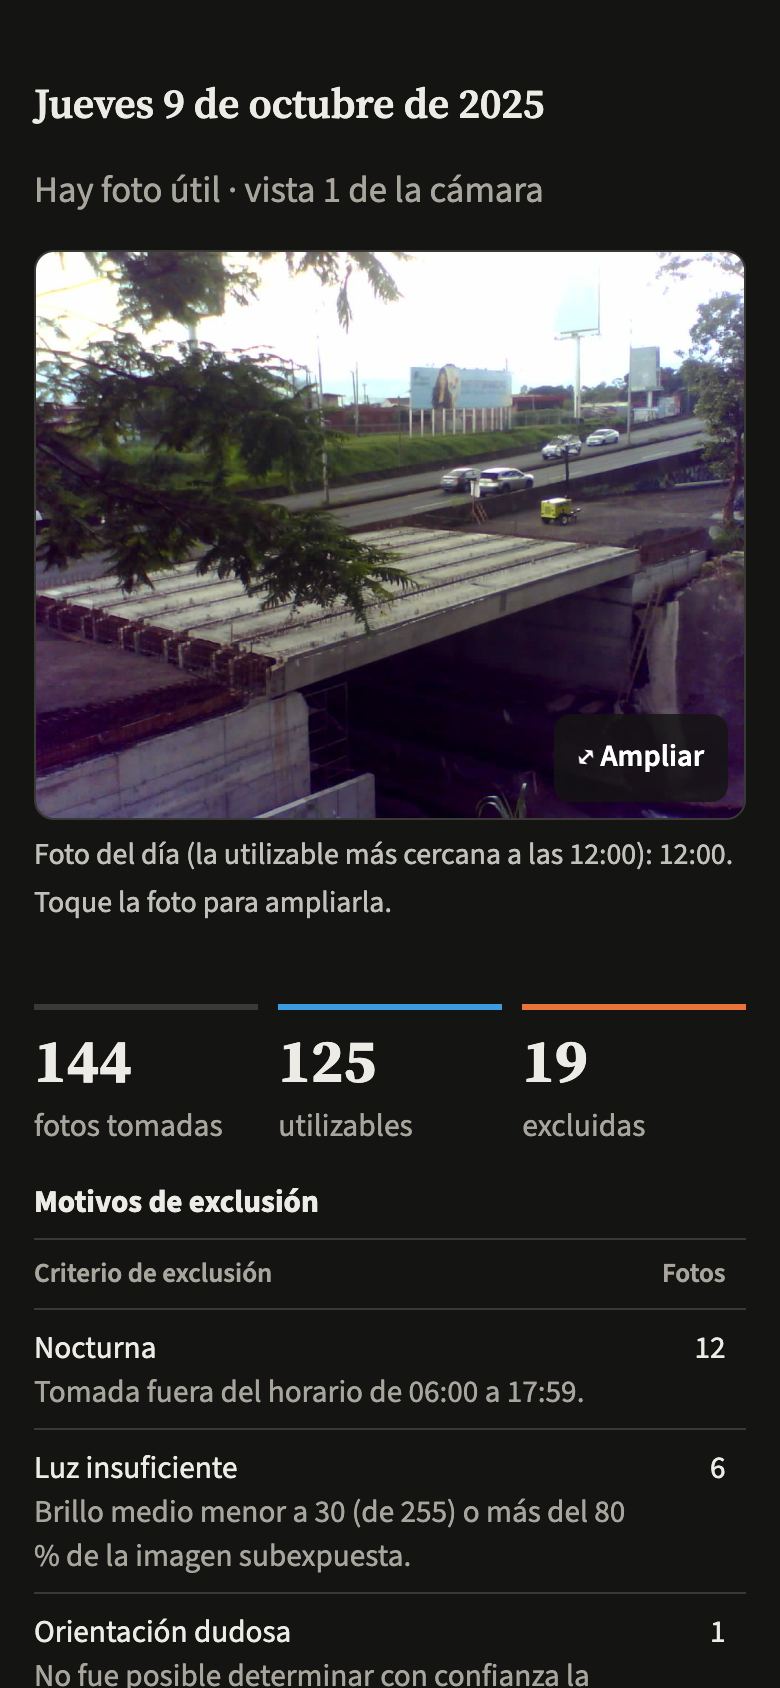 Jueves 9 de octubre de 2025
Hay foto útil · vista 1 de la cámara
Ampliar
Foto del día (la utilizable más cercana a las 12:00): 12:00.
Toque la foto para ampliarla.
144
fotos tomadas
125
utilizables
19
excluidas
Motivos de exclusión
Criterio de exclusión Fotos
Nocturna 12
Tomada fuera del horario de 06:00 a 17:59.
Luz insuficiente 6
Brillo medio menor a 30 (de 255) o más del 80
% de la imagen subexpuesta.
Orientación dudosa 1
No fue posible determinar con confianza la